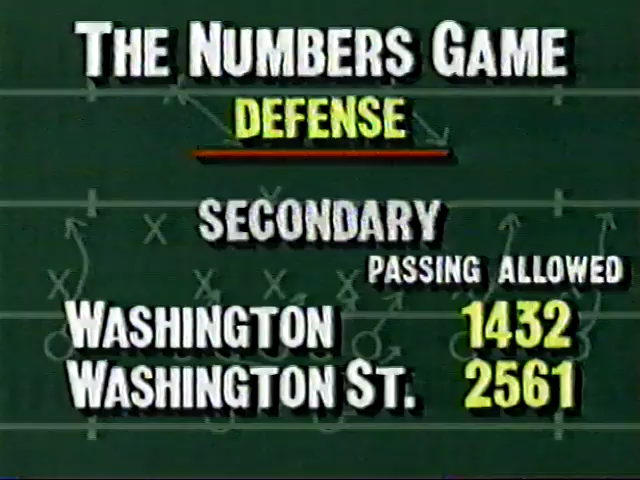 THE NUMBERS GAME
DEFENSE
SECONDARY
PASSING ALLOWED
WASHINGTON 1432
WASHINGTON ST. 2561